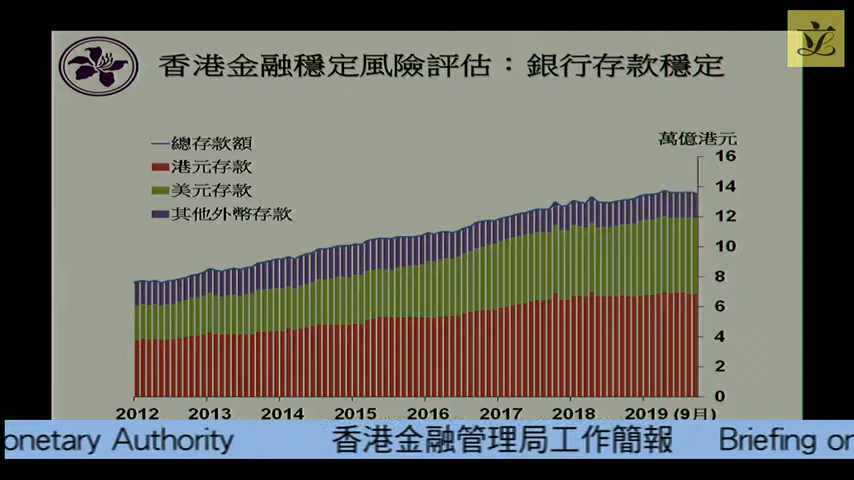 香港金融穩定風險評估：銀行存款穩定
總存款額
港元存款
美元存款
其他外幣存款
萬億港元
16
14
12
10
8
6
4
2
0
2012 2013 2014 2015 2016 2017 2018 2019 (9月)
onetary Authority 香港金融管理局工作簡報 Briefing on